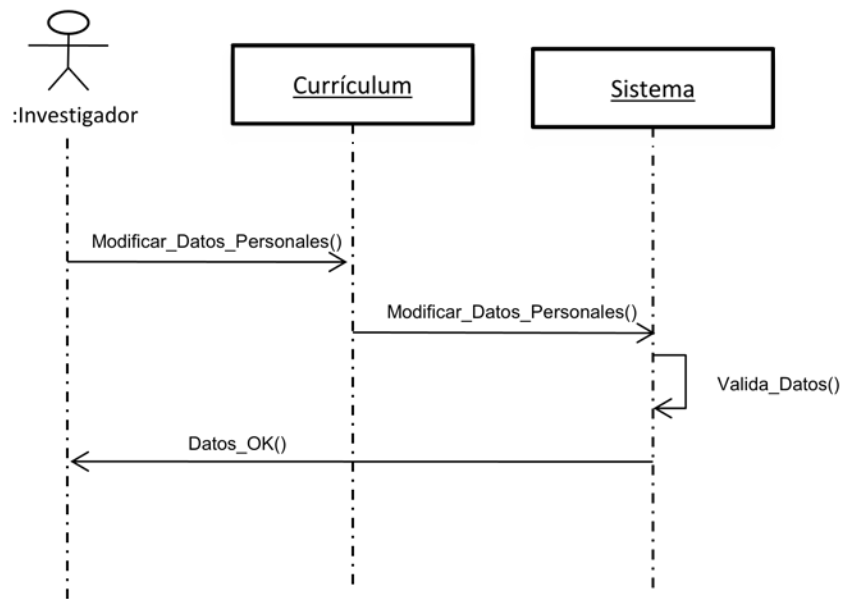 :Investigador
Currículum
Sistema
Modificar_Datos_Personales()
Modificar_Datos_Personales()
Valida_Datos()
Datos_OK()